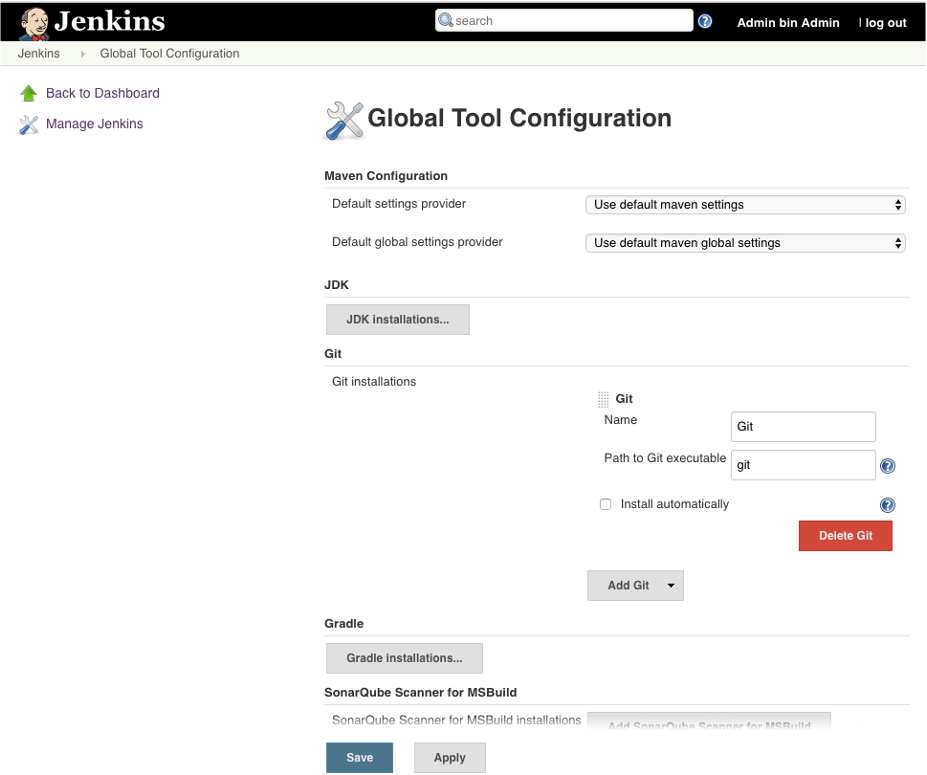 Jenkins
search
Admin bin Admin | log out
Jenkins Global Tool Configuration
Back to Dashboard
Manage Jenkins
Global Tool Configuration
Maven Configuration
Default settings provider Use default maven settings
Default global settings provider Use default maven global settings
JDK
JDK installations...
Git
Git installations
Git
Name Git
Path to Git executable git
Install automatically
Delete Git
Add Git
Gradle
Gradle installations...
SonarQube Scanner for MSBuild
SonarQube Scanner for MSBuild installations Add SonarQube Scanner for MSBuild
Save Apply